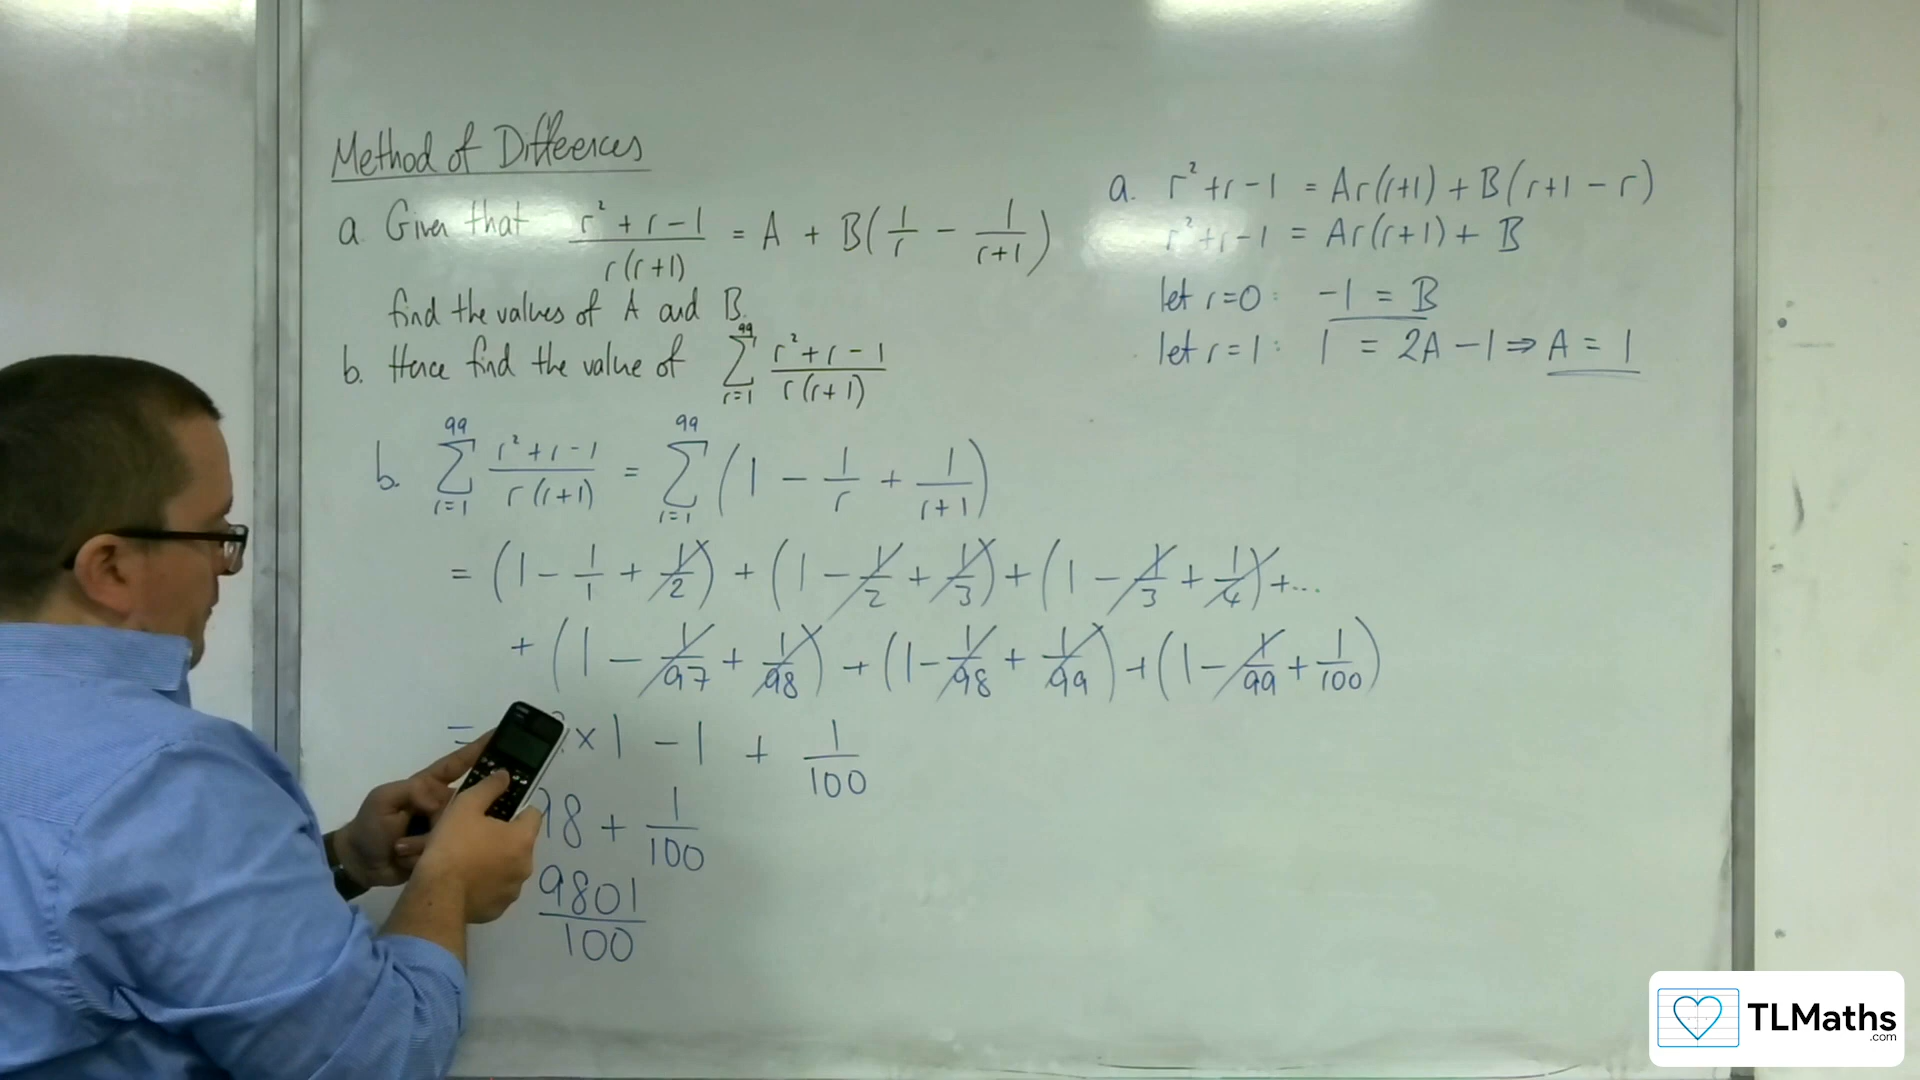 Method of Differences
a Given that r² + r - 1 / r(r+1) = A + B(1/r - 1/(r+1))
find the values of A and B.
b. Hence find the value of 99 Σ r=1 r² + r - 1 / r(r+1)
a. r² + r - 1 = Ar(r+1) + B(r+1 - r)
r² + r - 1 = Ar(r+1) + B
let r=0: -1 = B
let r=1: 1 = 2A - 1 ⇒ A = 1
b. 99 Σ r=1 r² + r - 1 / r(r+1) = 99 Σ r=1 (1 - 1/r + 1/(r+1))
= (1 - 1/1 + 1/2) + (1 - 1/2 + 1/3) + (1 - 1/3 + 1/4) + ...
+ (1 - 1/97 + 1/98) + (1 - 1/98 + 1/99) + (1 - 1/99 + 1/100)
= × 1 - 1 + 1/100
98 + 1/100
9801/100
TLMaths
.com